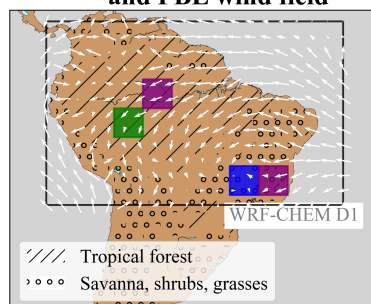 and PBL wind field
WRF-CHEM D1
Tropical forest
Savanna, shrubs, grasses